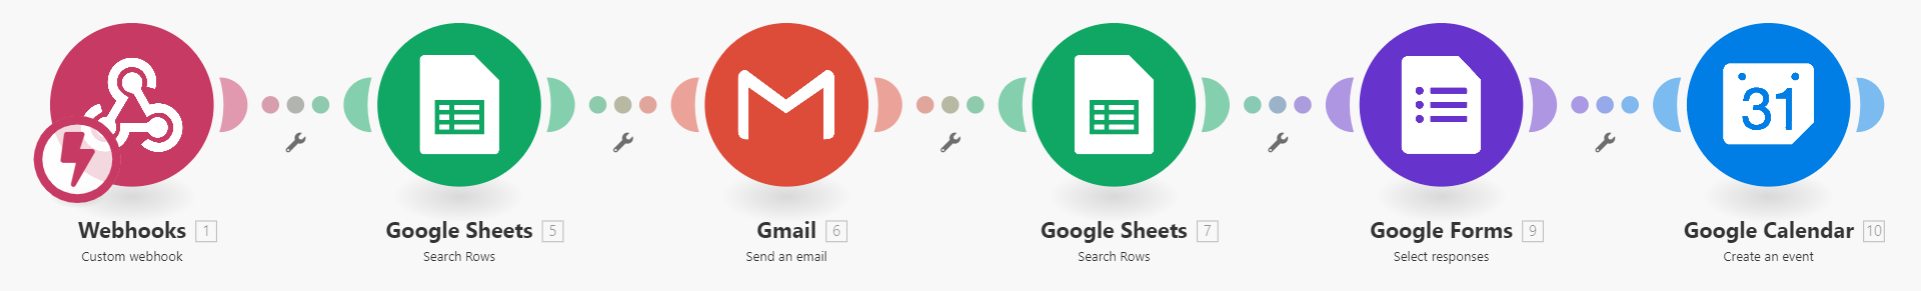 31
Webhooks 1
Custom webhook
Google Sheets 5
Search Rows
Gmail 6
Send an email
Google Sheets 7
Search Rows
Google Forms 9
Select responses
Google Calendar 10
Create an event